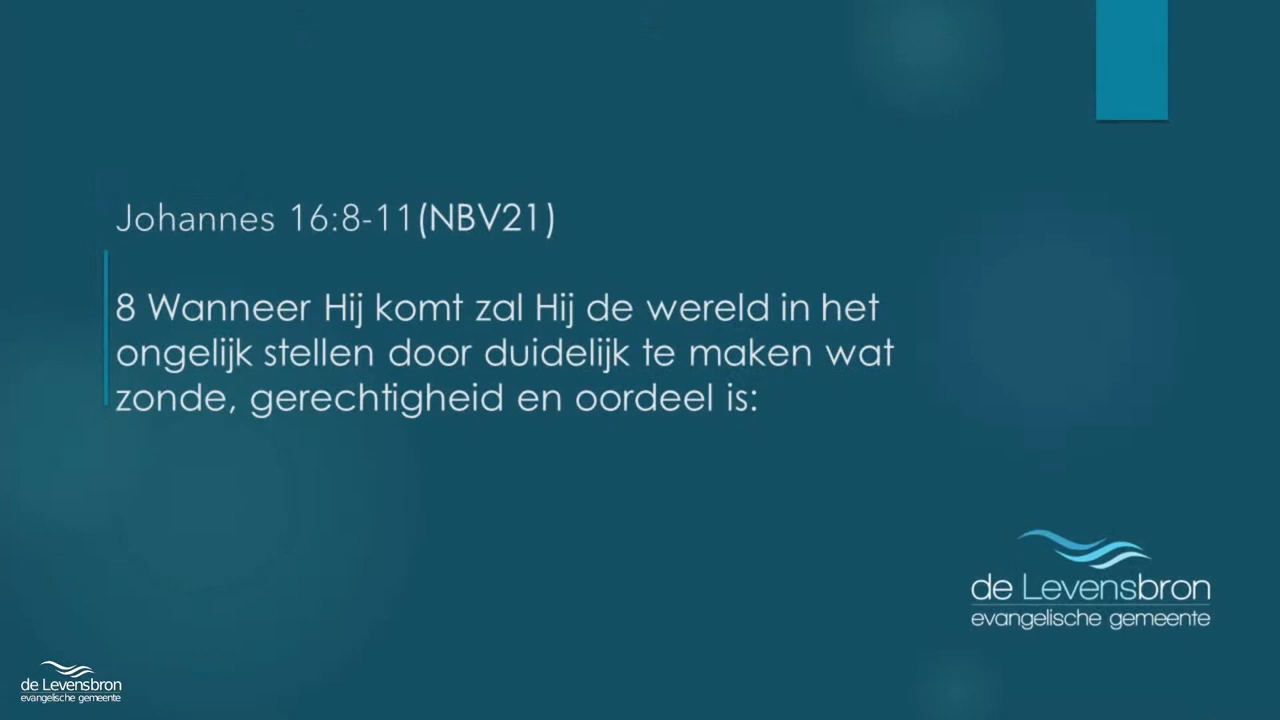 Johannes 16:8-11(NBV21)
8 Wanneer Hij komt zal Hij de wereld in het
ongelijk stellen door duidelijk te maken wat
zonde, gerechtigheid en oordeel is:
de Levensbron
evangelische gemeente
de Levensbron
evangelische gemeente